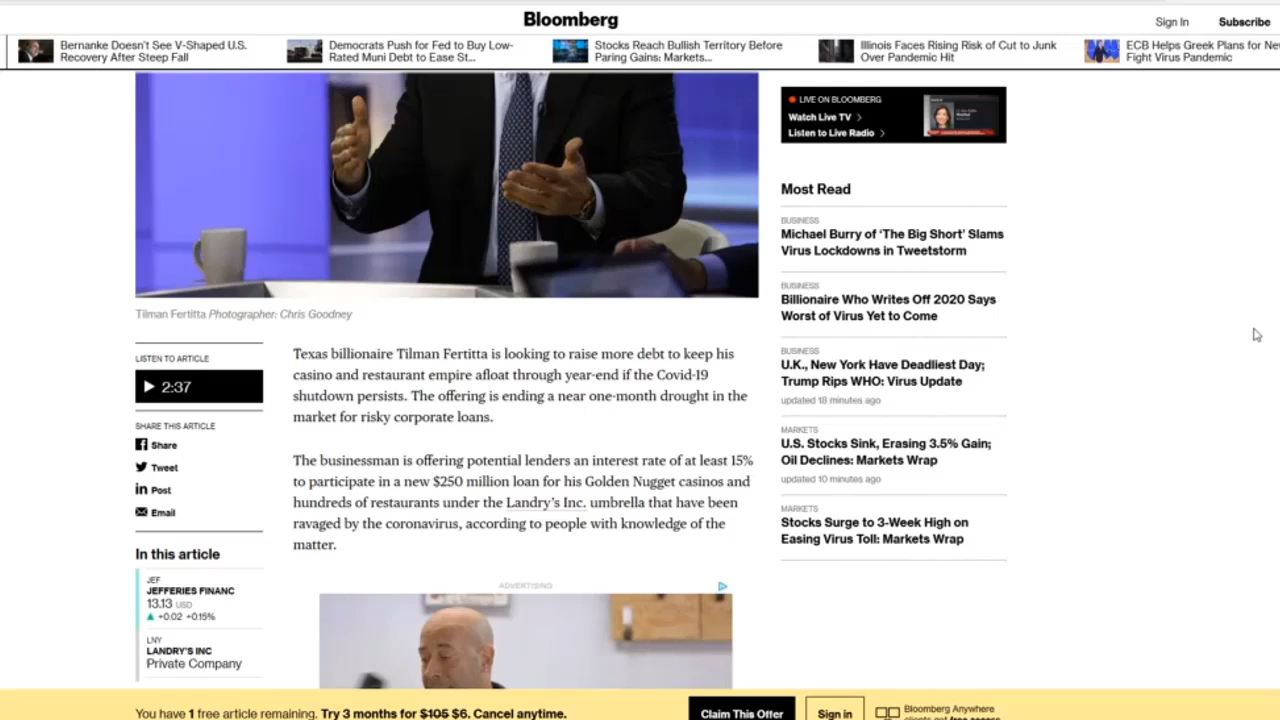 Bloomberg
Sign In
Subscribe
Bernanke Doesn't See V-Shaped U.S.
Recovery After Steep Fall
Democrats Push for Fed to Buy Low-
Rated Muni Debt to Ease St...
Stocks Reach Bullish Territory Before
Paring Gains: Markets...
Illinois Faces Rising Risk of Cut to Junk
Over Pandemic Hit
ECB Helps Greek Plans for Ne
Fight Virus Pandemic
Tilman Fertitta Photographer: Chris Goodney
LISTEN TO ARTICLE
2:37
SHARE THIS ARTICLE
Share
Tweet
Post
Email
In this article
JEF
JEFFERIES FINANC
13.13 USD
+0.02 +0.15%
LNY
LANDRY'S INC
Private Company
Texas billionaire Tilman Fertitta is looking to raise more debt to keep his
casino and restaurant empire afloat through year-end if the Covid-19
shutdown persists. The offering is ending a near one-month drought in the
market for risky corporate loans.
The businessman is offering potential lenders an interest rate of at least 15%
to participate in a new $250 million loan for his Golden Nugget casinos and
hundreds of restaurants under the Landry's Inc. umbrella that have been
ravaged by the coronavirus, according to people with knowledge of the
matter.
ADVERTISING
LIVE ON BLOOMBERG
Watch Live TV
Listen to Live Radio
Most Read
BUSINESS
Michael Burry of ‘The Big Short’ Slams
Virus Lockdowns in Tweetstorm
BUSINESS
Billionaire Who Writes Off 2020 Says
Worst of Virus Yet to Come
BUSINESS
U.K., New York Have Deadliest Day;
Trump Rips WHO: Virus Update
updated 18 minutes ago
MARKETS
U.S. Stocks Sink, Erasing 3.5% Gain;
Oil Declines: Markets Wrap
updated 10 minutes ago
MARKETS
Stocks Surge to 3-Week High on
Easing Virus Toll: Markets Wrap
You have 1 free article remaining. Try 3 months for $105 $6. Cancel anytime.
Claim This Offer
Sign in
Bloomberg Anywhere
clients get free access